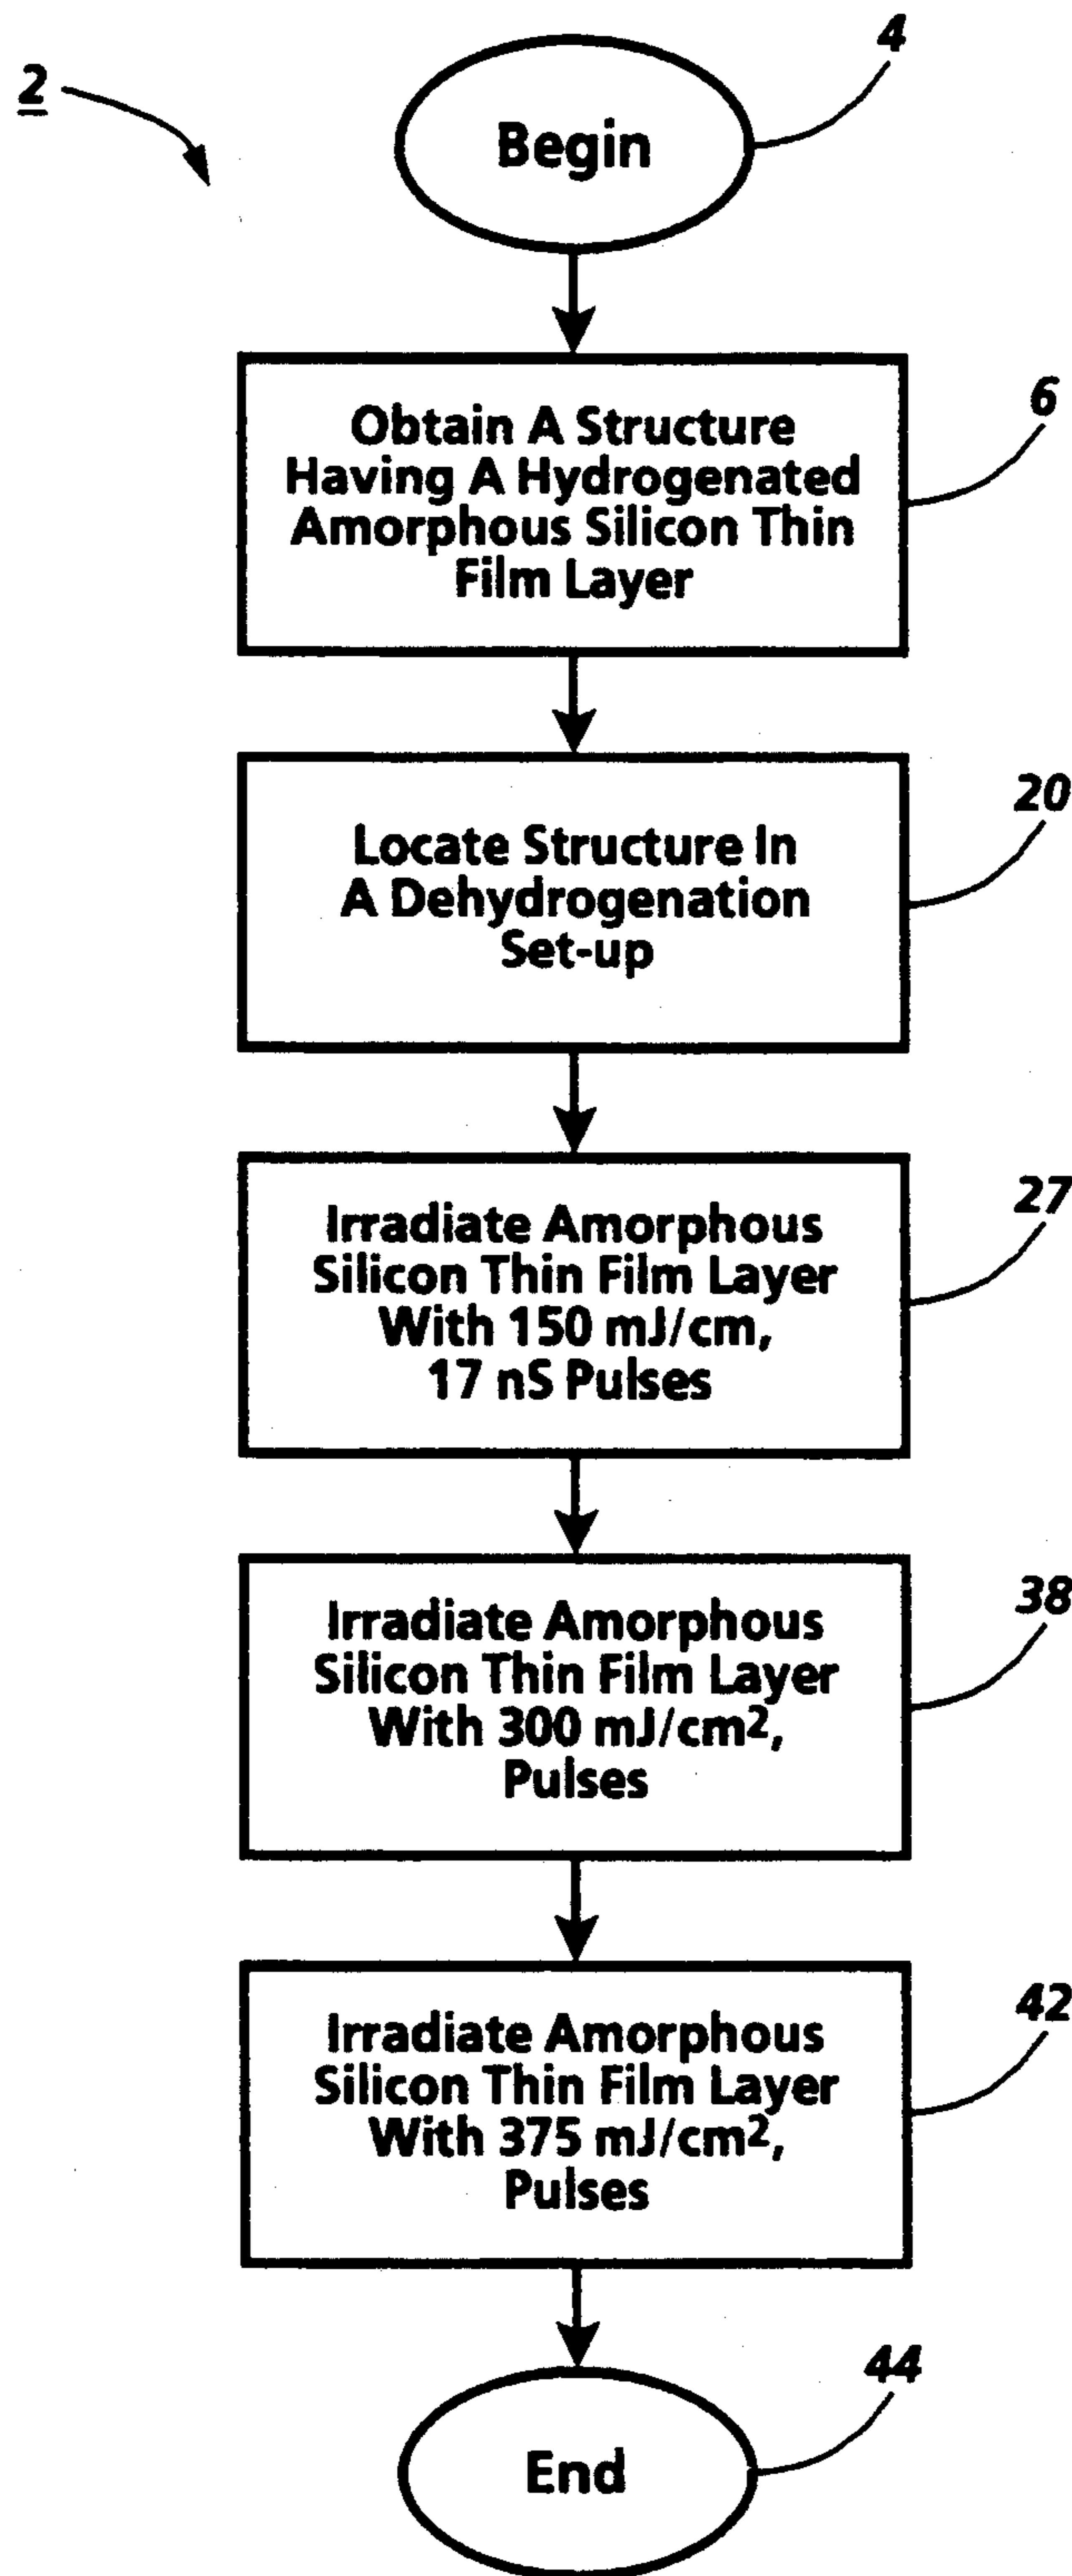 2
4
Begin
6
Obtain A Structure
Having A Hydrogenated
Amorphous Silicon Thin
Film Layer
20
Locate Structure In
A Dehydrogenation
Set-up
27
Irradiate Amorphous
Silicon Thin Film Layer
With 150 mJ/cm,
17 nS Pulses
38
Irradiate Amorphous
Silicon Thin Film Layer
With 300 mJ/cm²,
Pulses
42
Irradiate Amorphous
Silicon Thin Film Layer
With 375 mJ/cm²,
Pulses
44
End